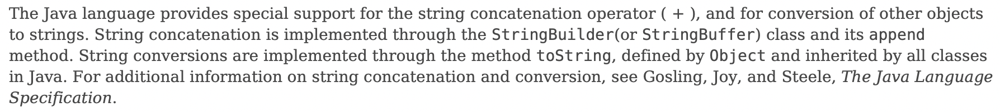 The Java language provides special support for the string concatenation operator ( + ), and for conversion of other objects
to strings. String concatenation is implemented through the StringBuilder(or StringBuffer) class and its append
method. String conversions are implemented through the method toString, defined by Object and inherited by all classes
in Java. For additional information on string concatenation and conversion, see Gosling, Joy, and Steele, The Java Language
Specification.